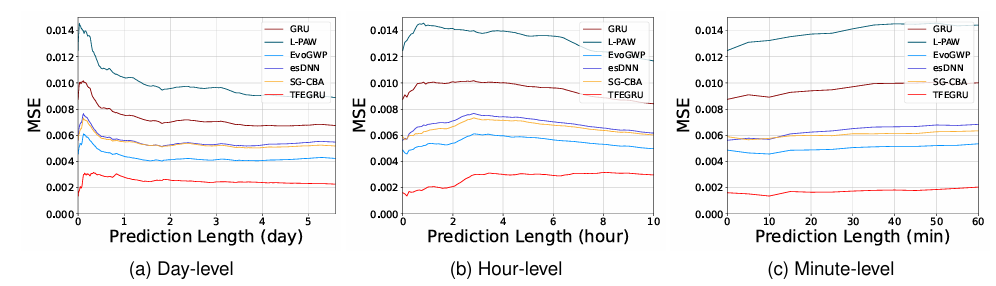 MSE
0.014
0.012
0.010
0.008
0.006
0.004
0.002
0.000
0 1 2 3 4 5
Prediction Length (day)
GRU
L-PAW
EvoGWP
esDNN
SG-CBA
TFEGRU
(a) Day-level
MSE
0.014
0.012
0.010
0.008
0.006
0.004
0.002
0.000
0 2 4 6 8 10
Prediction Length (hour)
GRU
L-PAW
EvoGWP
esDNN
SG-CBA
TFEGRU
(b) Hour-level
MSE
0.014
0.012
0.010
0.008
0.006
0.004
0.002
0.000
0 10 20 30 40 50 60
Prediction Length (min)
GRU
L-PAW
EvoGWP
esDNN
SG-CBA
TFEGRU
(c) Minute-level